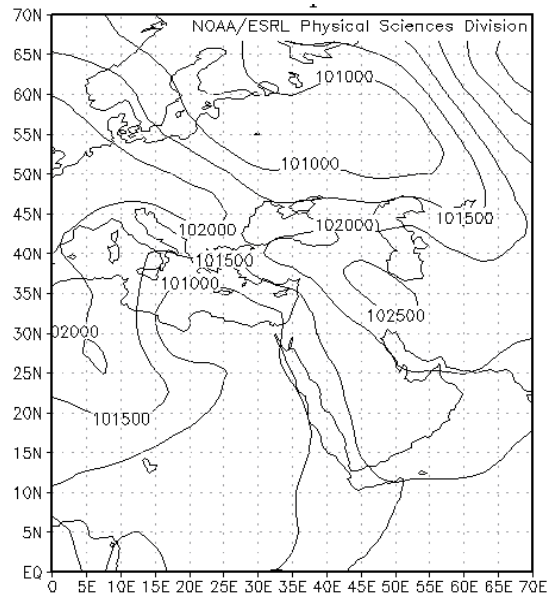 NOAA/ESRL Physical Sciences Division
70N
65N
60N
55N
50N
45N
40N
35N
30N
25N
20N
15N
10N
5N
EQ
101000
101000
102000
102000
101500
101500
101000
102500
02000
101500
0 5E 10E 15E 20E 25E 30E 35E 40E 45E 50E 55E 60E 65E 70E